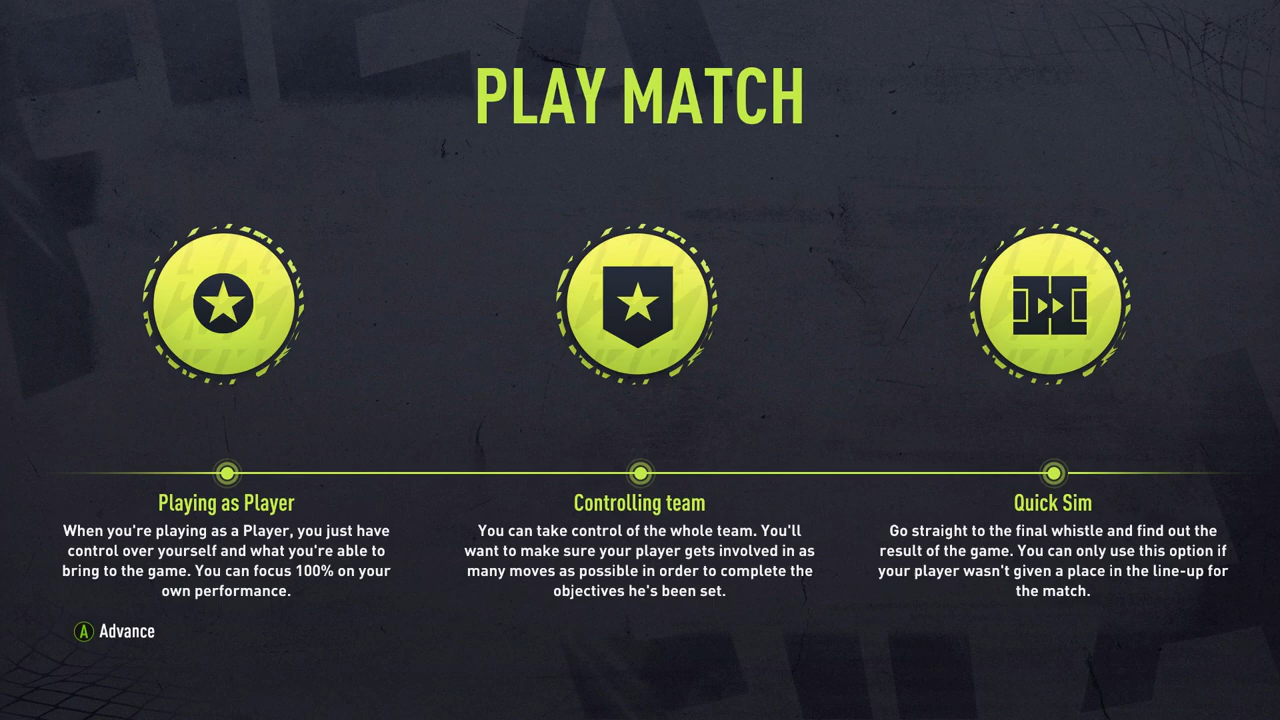 PLAY MATCH
Playing as Player
When you're playing as a Player, you just have
control over yourself and what you're able to
bring to the game. You can focus 100% on your
own performance.
Controlling team
You can take control of the whole team. You'll
want to make sure your player gets involved in as
many moves as possible in order to complete the
objectives he's been set.
Quick Sim
Go straight to the final whistle and find out the
result of the game. You can only use this option if
your player wasn't given a place in the line-up for
the match.
A Advance